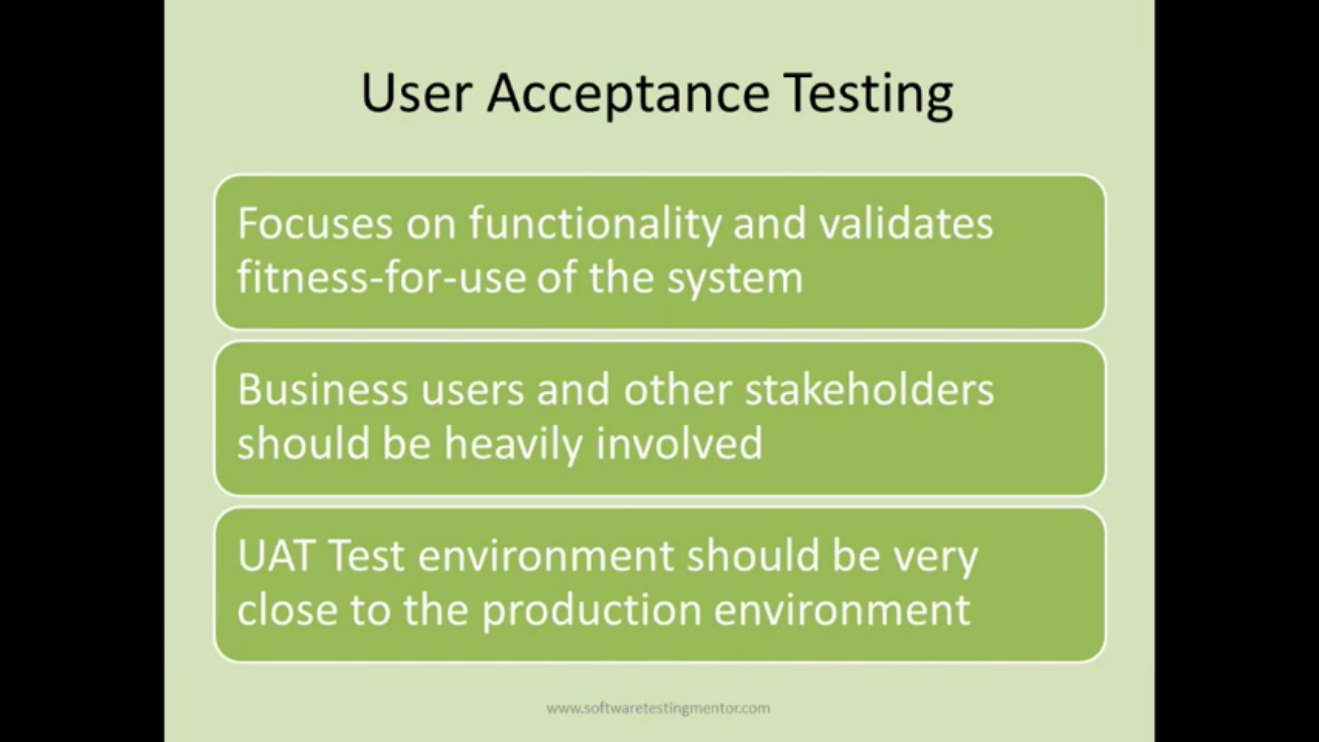 User Acceptance Testing
Focuses on functionality and validates
fitness-for-use of the system
Business users and other stakeholders
should be heavily involved
UAT Test environment should be very
close to the production environment
www.softwaretestingmentor.com